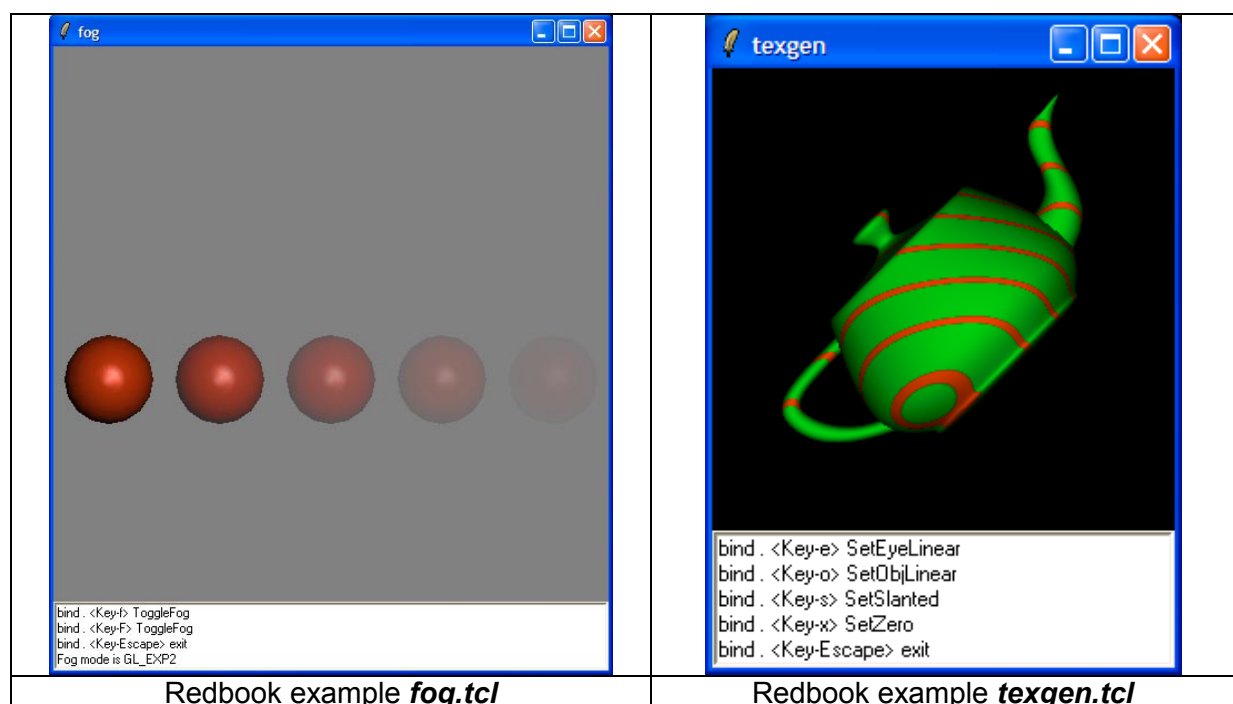 fog
bind . <Key-f> ToggleFog
bind . <Key-F> ToggleFog
bind . <Key-Escape> exit
Fog mode is GL_EXP2
Redbook example fog.tcl
texgen
bind . <Key-e> SetEyeLinear
bind . <Key-o> SetObjLinear
bind . <Key-s> SetSlanted
bind . <Key-x> SetZero
bind . <Key-Escape> exit
Redbook example texgen.tcl